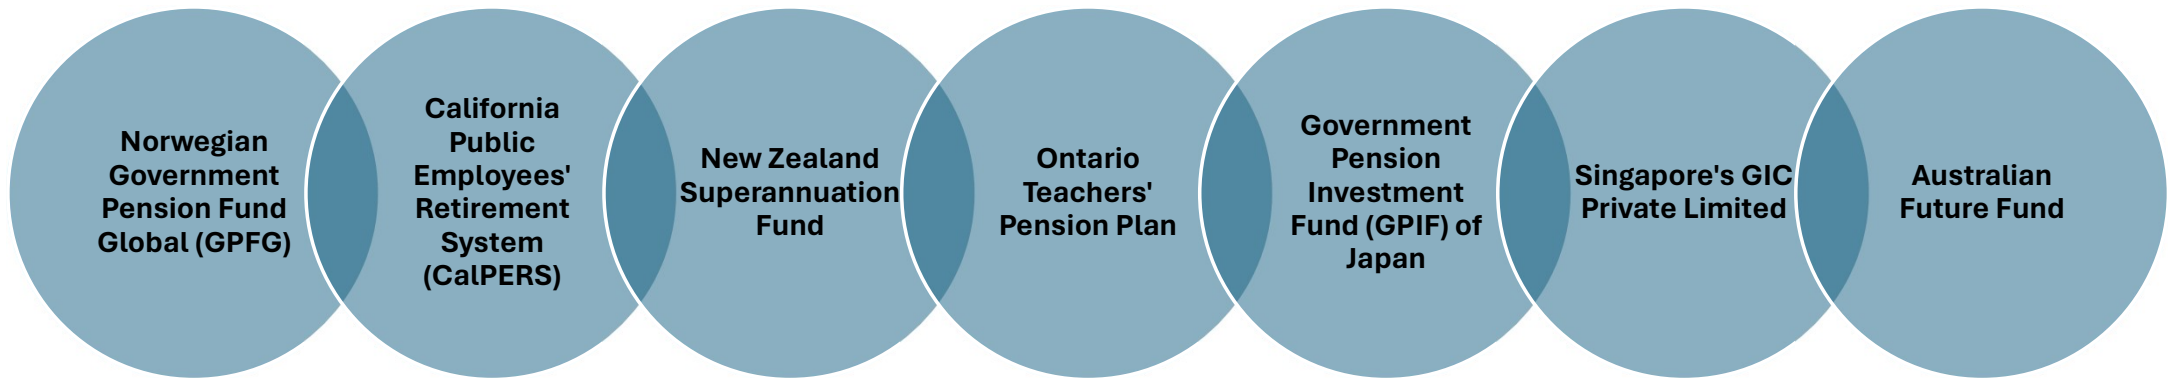 Norwegian
Government
Pension Fund
Global (GPFG)
California
Public
Employees'
Retirement
System
(CalPERS)
New Zealand
Superannuation
Fund
Ontario
Teachers'
Pension Plan
Government
Pension
Investment
Fund (GPIF) of
Japan
Singapore's GIC
Private Limited
Australian
Future Fund